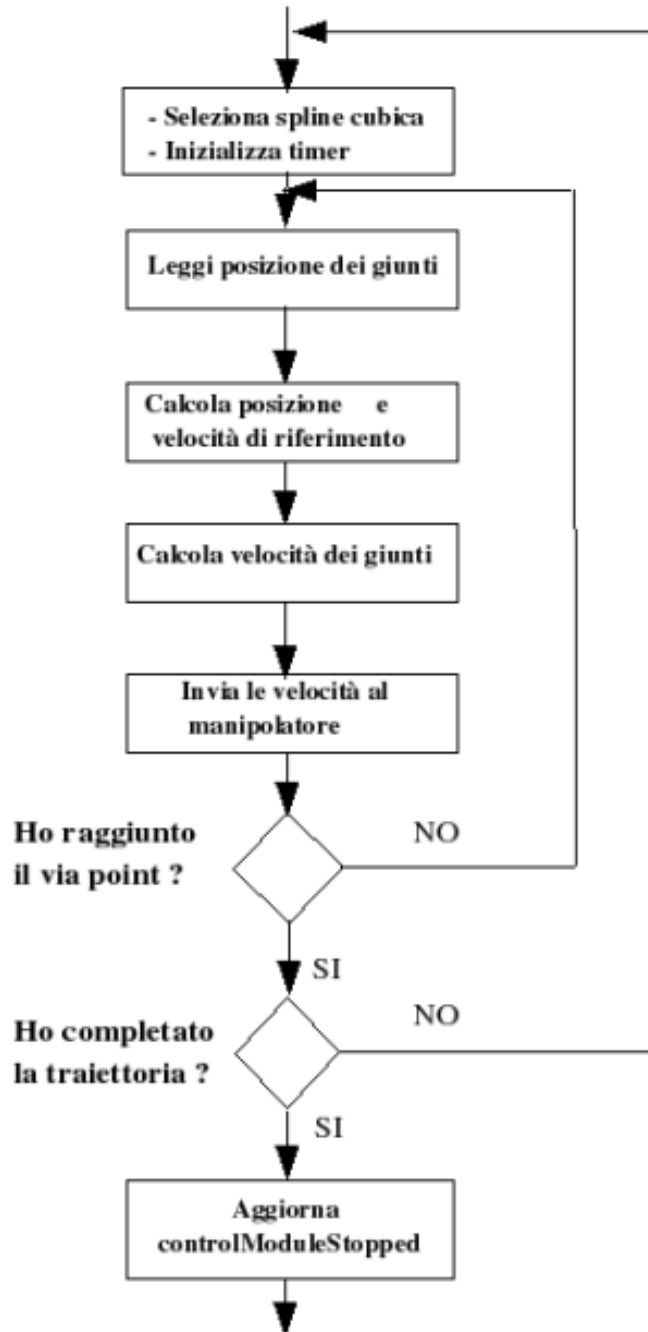 - Seleziona spline cubica
- Inizializza timer
Leggi posizione dei giunti
Calcola posizione e
velocità di riferimento
Calcola velocità dei giunti
Invia le velocità al
manipolatore
Ho raggiunto
il via point ?
NO
SI
Ho completato
la traiettoria ?
NO
SI
Aggiorna
controlModuleStopped